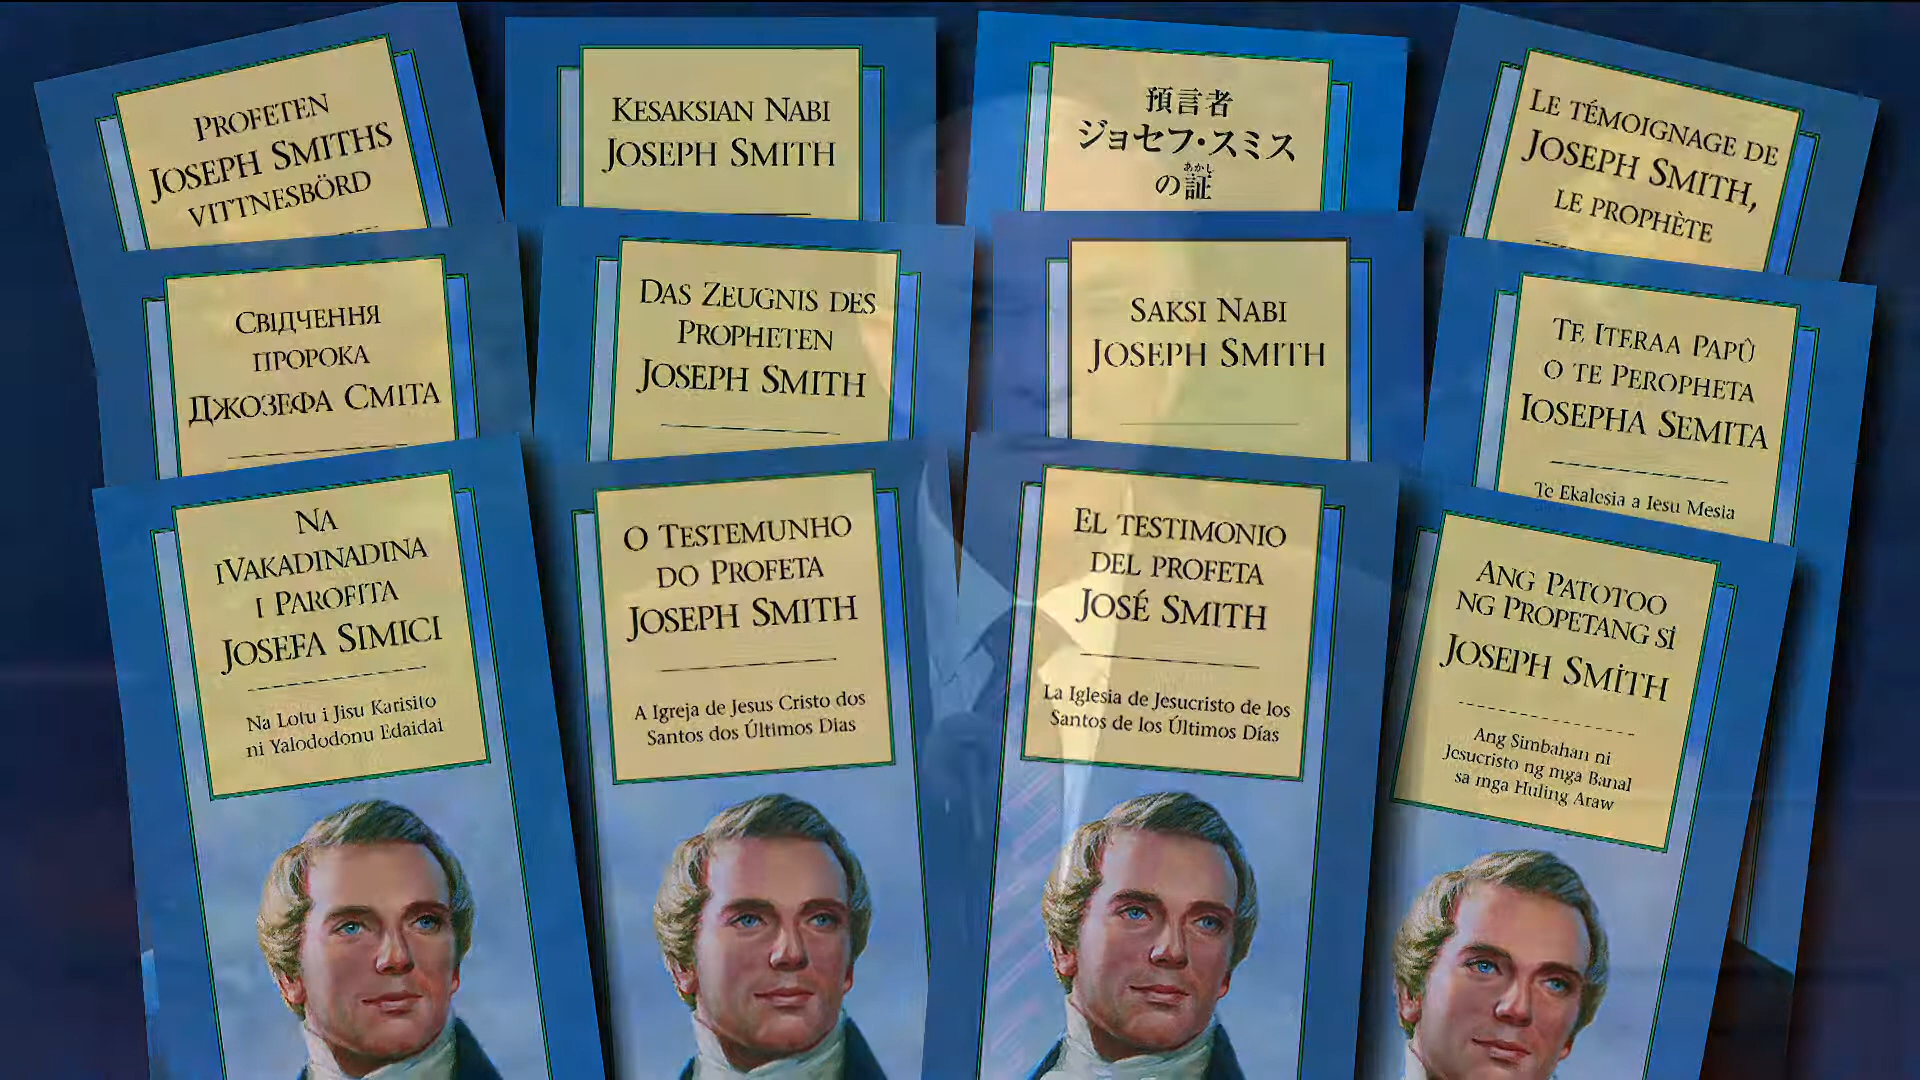 PROFETEN
JOSEPH SMITHS
VITTNESBÖRD
KESAKSIAN NABI
JOSEPH SMITH
預言者
ジョセフ・スミス
あかし
の証
LE TÉMOIGNAGE DE
JOSEPH SMITH,
LE PROPHÈTE
СВІДЧЕННЯ
ПРОРОКА
ДЖОЗЕФА СМІТА
DAS ZEUGNIS DES
PROPHETEN
JOSEPH SMITH
SAKSI NABI
JOSEPH SMITH
TE ITERAA PAPÛ
O TE PEROPHETA
IOSEPHA SEMITA
Te Ekalesia a Iesu Mesia
NA
iVAKADINADINA
I PAROFITA
JOSEFA SIMICI
Na Lotu i Jisu Karisito
ni Yalododonu Edaidai
O TESTEMUNHO
DO PROFETA
JOSEPH SMITH
A Igreja de Jesus Cristo dos
Santos dos Últimos Dias
EL TESTIMONIO
DEL PROFETA
JOSÉ SMITH
La Iglesia de Jesucristo de los
Santos de los Últimos Días
ANG PATOTOO
NG PROPETANG SI
JOSEPH SMITH
Ang Simbahan ni
Jesucristo ng mga Banal
sa mga Huling Araw